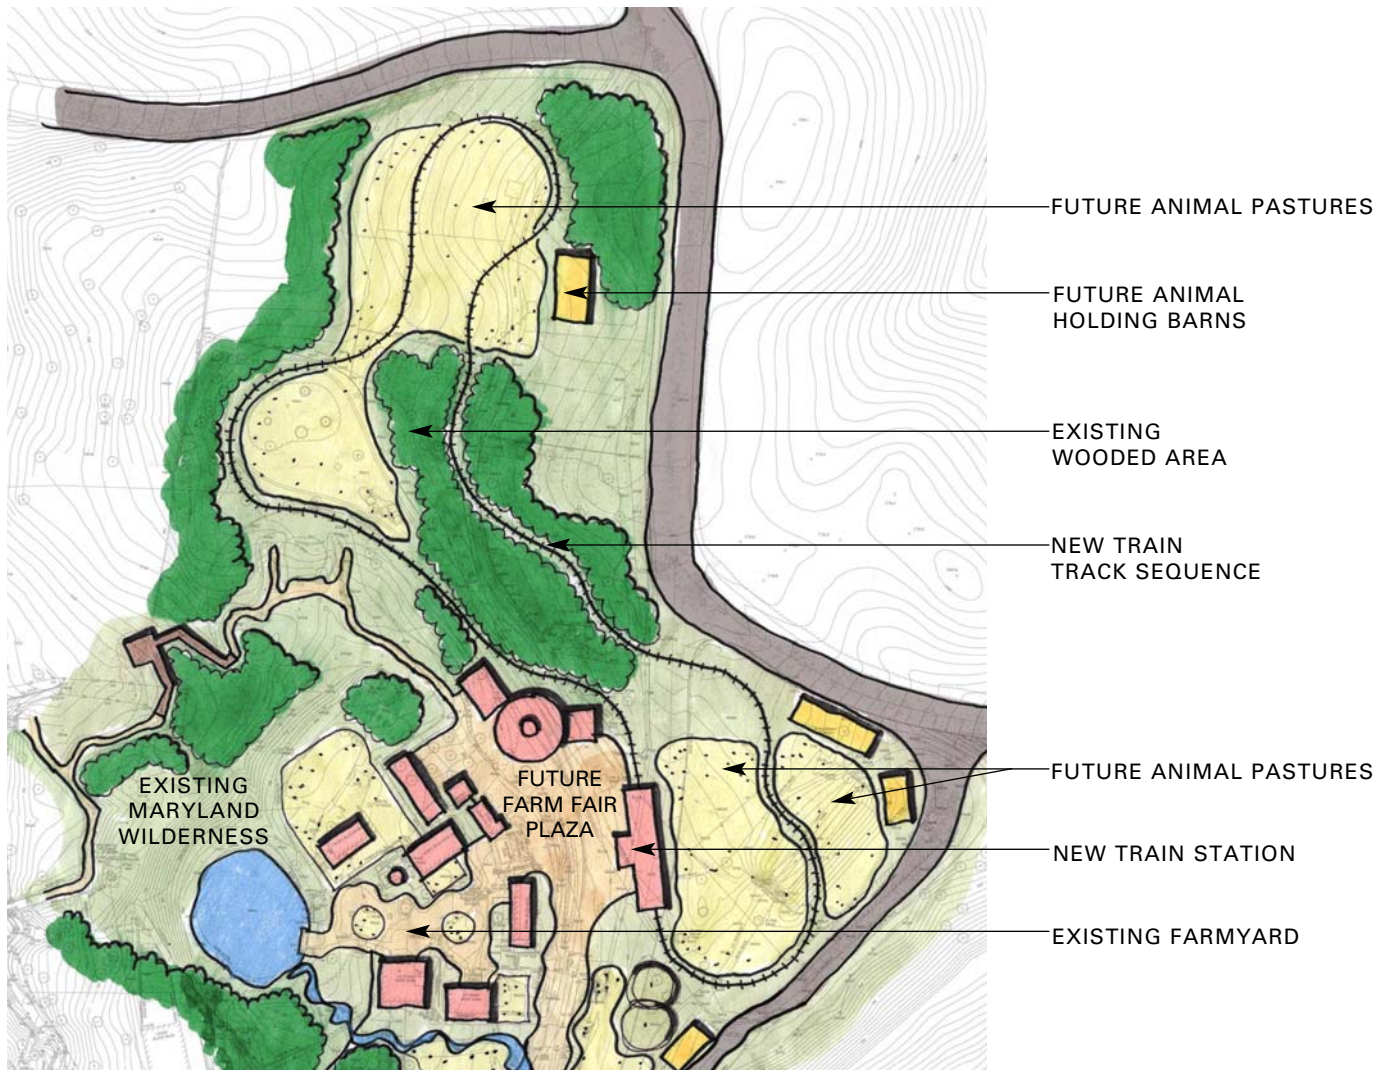 FUTURE ANIMAL PASTURES
FUTURE ANIMAL
HOLDING BARNS
EXISTING
WOODED AREA
NEW TRAIN
TRACK SEQUENCE
FUTURE ANIMAL PASTURES
NEW TRAIN STATION
EXISTING FARMYARD
EXISTING
MARYLAND
WILDERNESS
FUTURE
FARM FAIR
PLAZA